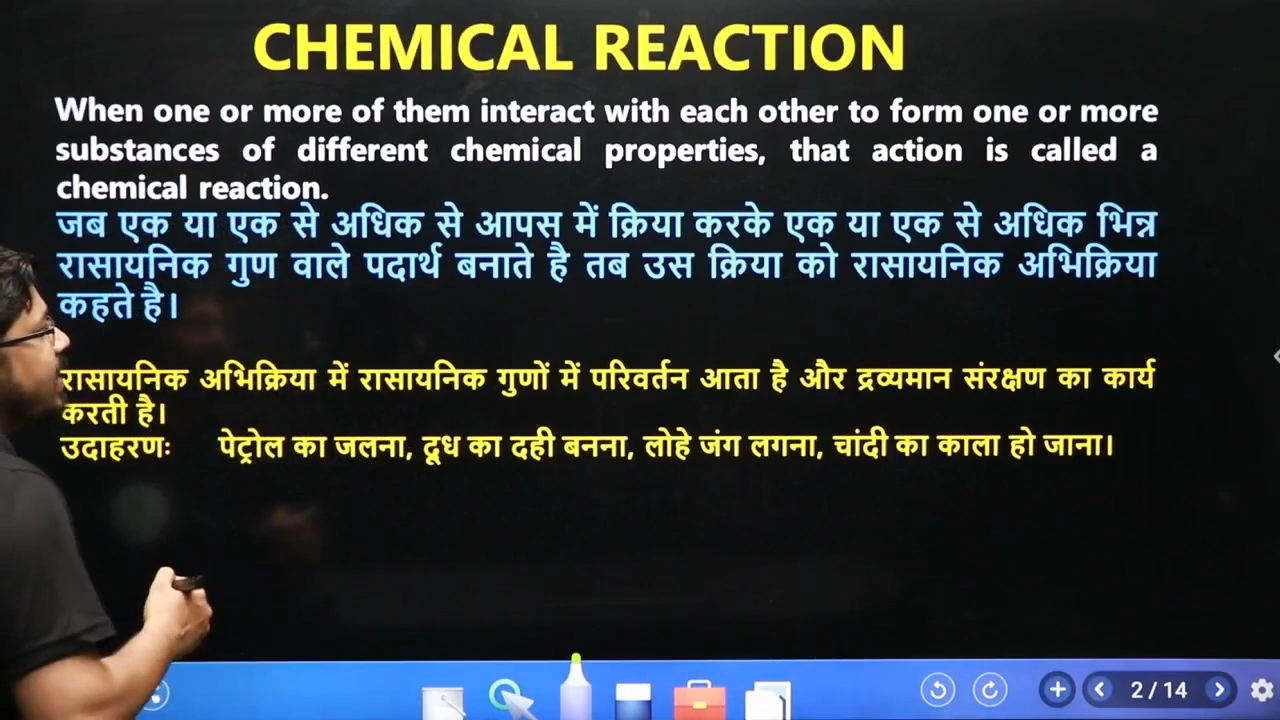 CHEMICAL REACTION
When one or more of them interact with each other to form one or more
substances of different chemical properties, that action is called a
chemical reaction.
जब एक या एक से अधिक से आपस में क्रिया करके एक या एक से अधिक भिन्न
रासायनिक गुण वाले पदार्थ बनाते है तब उस क्रिया को रासायनिक अभिक्रिया
कहते है।
रासायनिक अभिक्रिया में रासायनिक गुणों में परिवर्तन आता है और द्रव्यमान संरक्षण का कार्य
करती है।
उदाहरणः पेट्रोल का जलना, दूध का दही बनना, लोहे जंग लगना, चांदी का काला हो जाना।
2 / 14